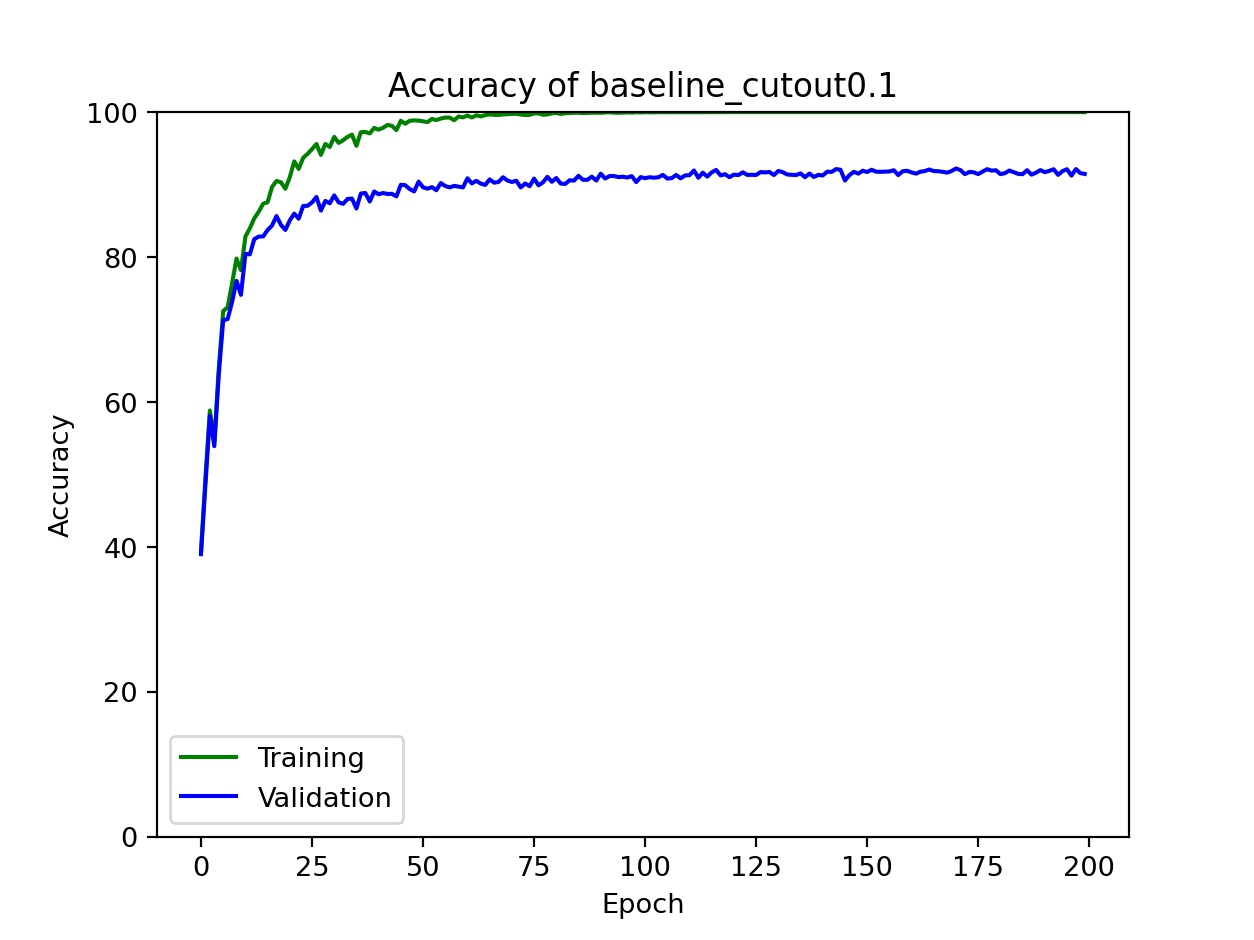 Accuracy of baseline_cutout0.1
100
80
60
40
20
0
Accuracy
Training
Validation
0 25 50 75 100 125 150 175 200
Epoch